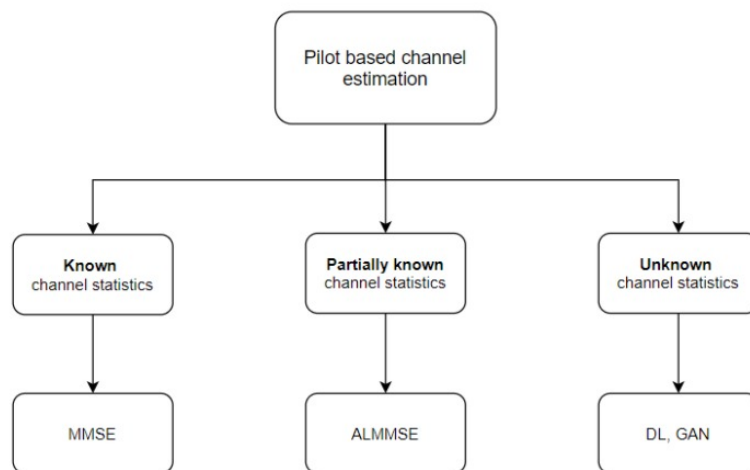 Pilot based channel
estimation
Known
channel statistics
Partially known
channel statistics
Unknown
channel statistics
MMSE
ALMMSE
DL, GAN